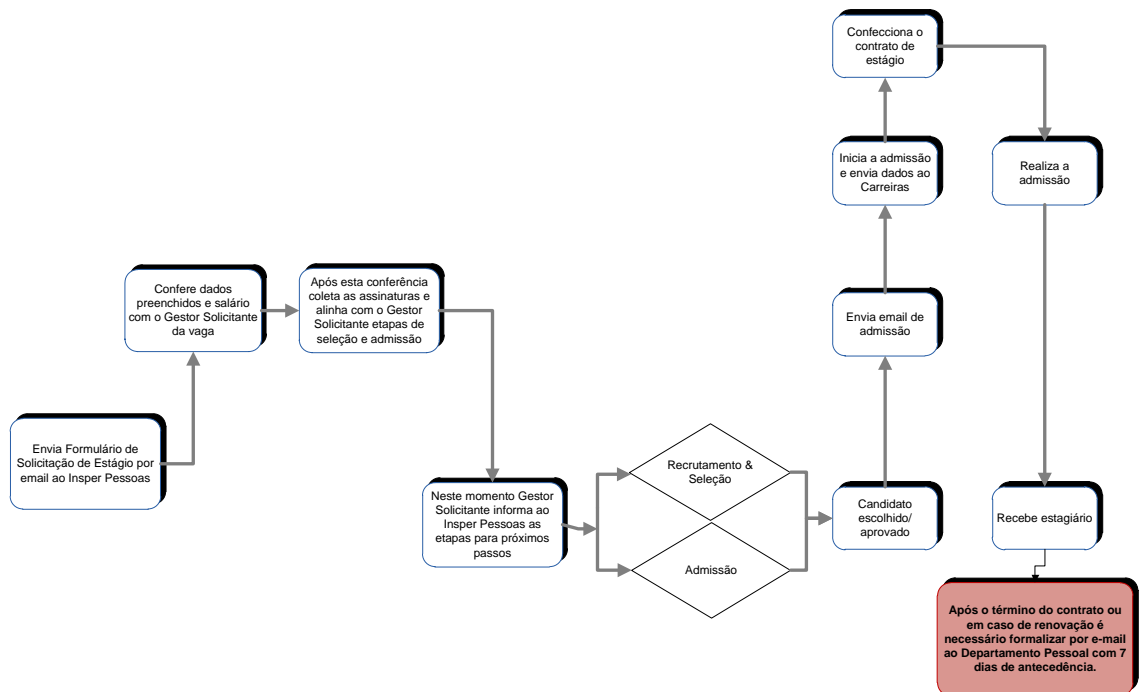 Envia Formulário de
Solicitação de Estágio por
email ao Insper Pessoas
Confere dados
preenchidos e salário
com o Gestor Solicitante
da vaga
Após esta conferência
coleta as assinaturas e
alinha com o Gestor
Solicitante etapas de
seleção e admissão
Neste momento Gestor
Solicitante informa ao
Insper Pessoas as
etapas para próximos
passos
Recrutamento &
Seleção
Admissão
Candidato
escolhido/
aprovado
Envia email de
admissão
Inicia a admissão
e envia dados ao
Carreiras
Confecciona o
contrato de
estágio
Realiza a
admissão
Recebe estagiário
Após o término do contrato ou
em caso de renovação é
necessário formalizar por e-mail
ao Departamento Pessoal com 7
dias de antecedência.